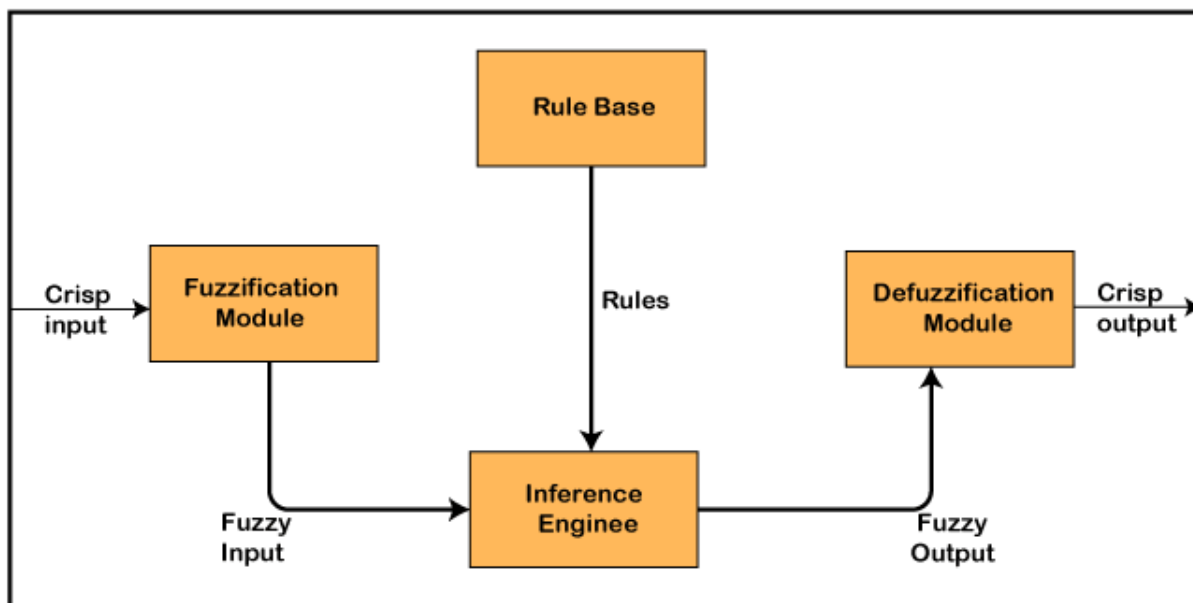 Rule Base
Crisp
input
Fuzzification
Module
Rules
Defuzzification
Module
Crisp
output
Fuzzy
Input
Inference
Enginee
Fuzzy
Output